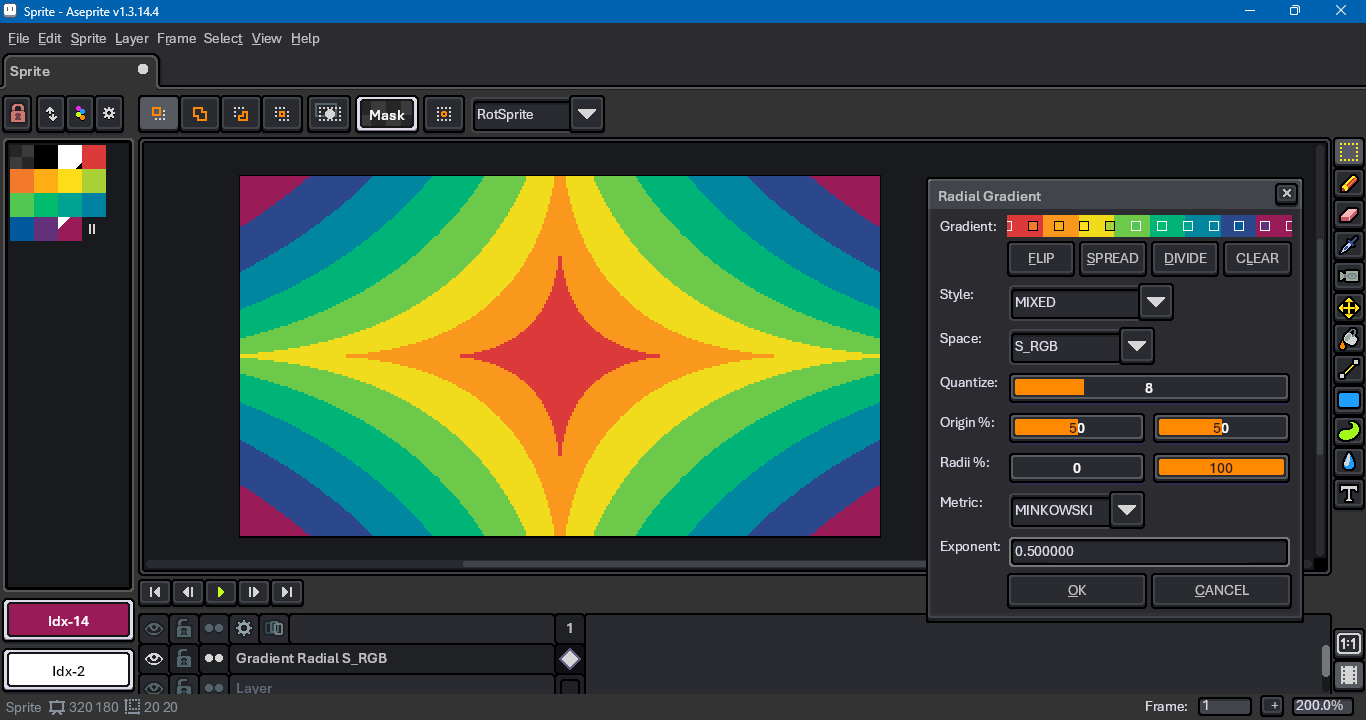 Sprite - Aseprite v1.3.14.4
File Edit Sprite Layer Frame Select View Help
Sprite
Mask
RotSprite
Radial Gradient
Gradient:
FLIP SPREAD DIVIDE CLEAR
Style: MIXED
Space: S_RGB
Quantize: 8
Origin %: 50 50
Radii %: 0 100
Metric: MINKOWSKI
Exponent: 0.500000
OK CANCEL
Idx-14
1
1:1
Gradient Radial S_RGB
Idx-2
Layer
Sprite 320 180 20 20
Frame: 1 + 200.0%